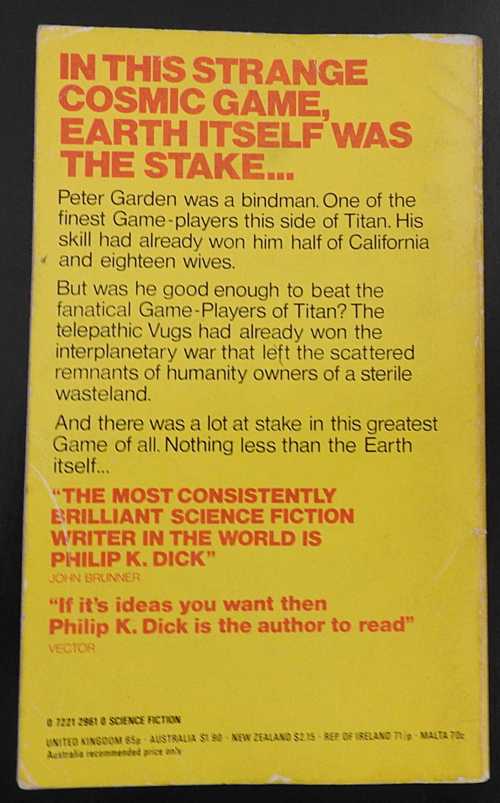 IN THIS STRANGE
COSMIC GAME,
EARTH ITSELF WAS
THE STAKE...
Peter Garden was a bindman. One of the
finest Game-players this side of Titan. His
skill had already won him half of California
and eighteen wives.
But was he good enough to beat the
fanatical Game-Players of Titan? The
telepathic Vugs had already won the
interplanetary war that left the scattered
remnants of humanity owners of a sterile
wasteland.
And there was a lot at stake in this greatest
Game of all. Nothing less than the Earth
itself...
"THE MOST CONSISTENTLY
BRILLIANT SCIENCE FICTION
WRITER IN THE WORLD IS
PHILIP K. DICK"
JOHN BRUNNER
"If it's ideas you want then
Philip K. Dick is the author to read"
VECTOR
0 7221 2961 0 SCIENCE FICTION
UNITED KINGDOM 65p · AUSTRALIA $1.90 · NEW ZEALAND $2.15 · REP OF IRELAND · MALTA 70c
Australia recommended price only